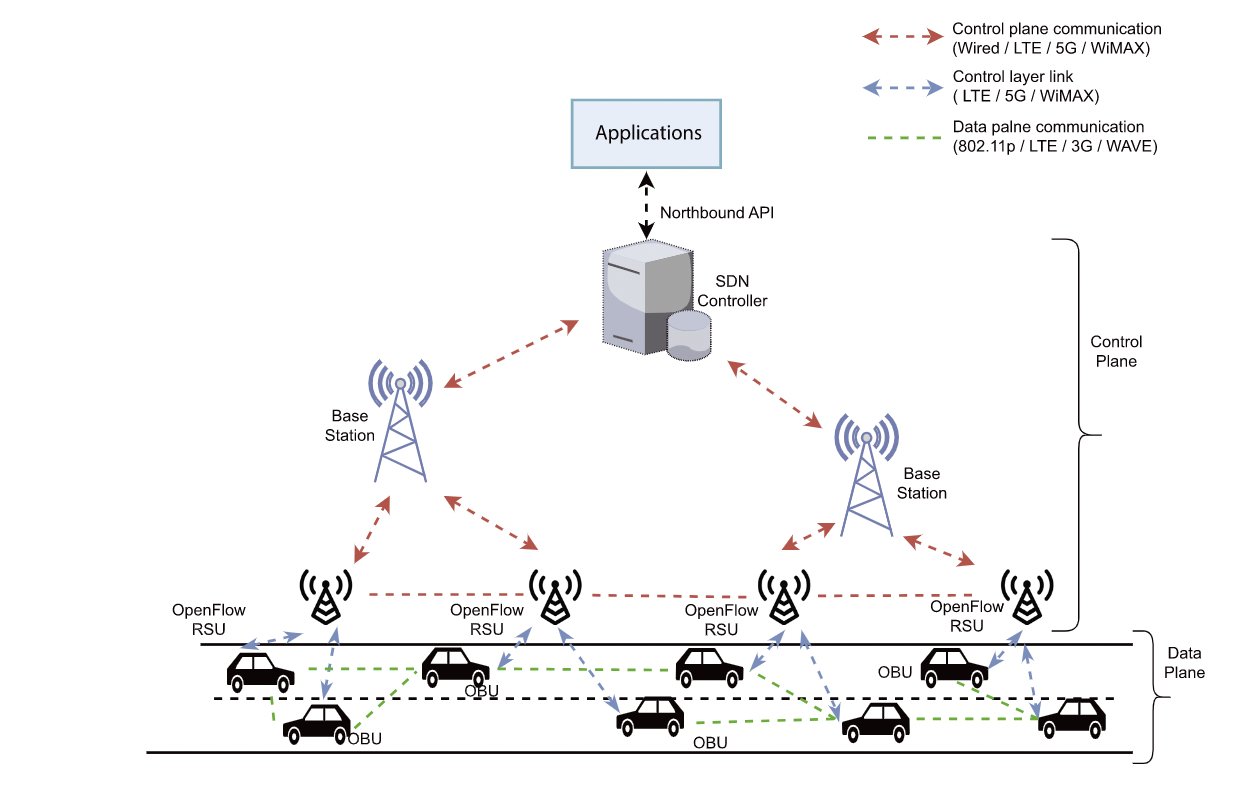 Control plane communication
(Wired / LTE / 5G / WiMAX)
Control layer link
( LTE / 5G / WiMAX)
Data palne communication
(802.11p / LTE / 3G / WAVE)
Applications
Northbound API
SDN
Controller
Control
Plane
Base
Station
Base
Station
OpenFlow
RSU
OpenFlow
RSU
OpenFlow
RSU
OpenFlow
RSU
Data
Plane
OBU
OBU
OBU
OBU